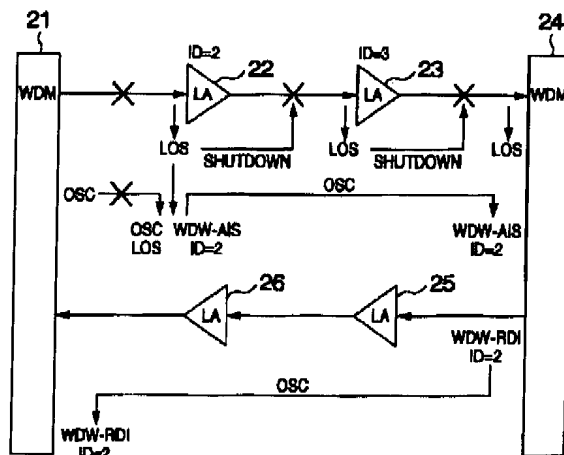 21
24
WDM
ID=2
22
LA
ID=3
23
LA
WDM
LOS
SHUTDOWN
LOS
SHUTDOWN
LOS
OSC
OSC
LOS
WDW-AIS
ID=2
OSC
WDW-AIS
ID=2
26
LA
25
LA
WDW-RDI
ID=2
OSC
WDW-RDI
ID=2